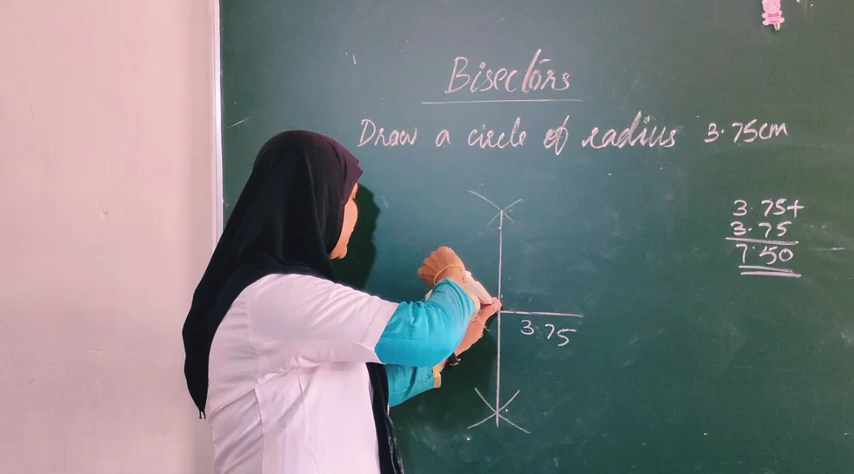 Bisectors
Draw a circle of radius 3.75cm
3.75+
3.75
7.50
3.75